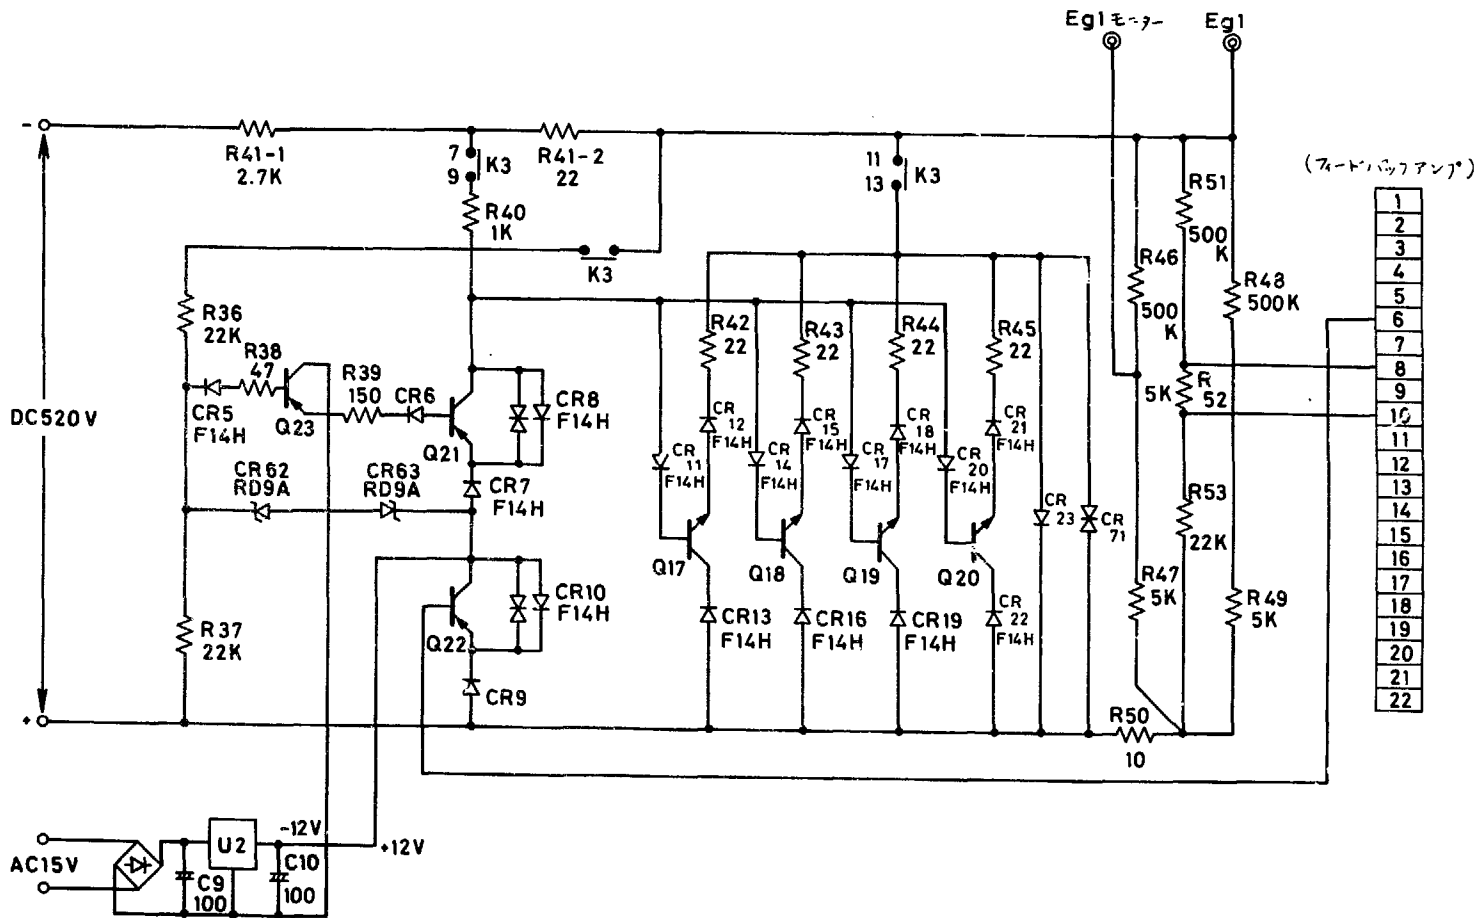 Eg1モニター
Eg1
(フィードバックアンプ)
-
R41-1
2.7K
7
9
K3
R41-2
22
11
13
K3
R40
1K
K3
R36
22K
R38
47
R39
150
CR6
CR5
F14H
Q23
Q21
CR8
F14H
DC520V
CR62
RD9A
CR63
RD9A
CR7
F14H
R37
22K
Q22
CR10
F14H
CR9
+
R42
22
R43
22
R44
22
R45
22
CR
12
F14H
CR
15
F14H
CR
18
F14H
CR
21
F14H
CR
11
F14H
CR
14
F14H
CR
17
F14H
CR
20
F14H
Q17
Q18
Q19
Q20
CR13
F14H
CR16
F14H
CR19
F14H
CR
22
F14H
CR
23
CR
71
R46
500
K
R51
500
K
R48
500K
5K
R
52
R53
22K
R47
5K
R49
5K
R50
10
1
2
3
4
5
6
7
8
9
10
11
12
13
14
15
16
17
18
19
20
21
22
AC15V
U2
-12V
+12V
C9
100
C10
100